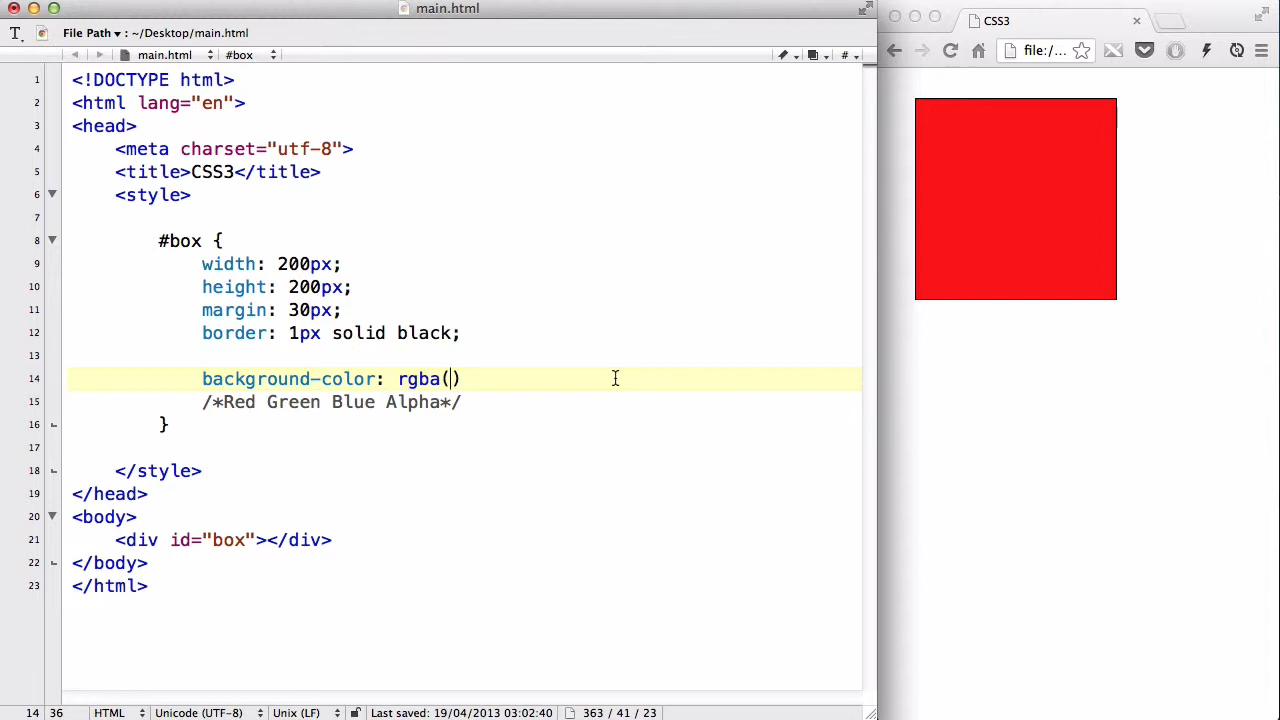 main.html
File Path ▾ : ~/Desktop/main.html
main.html #box #
1 <!DOCTYPE html>
2 <html lang="en">
3 <head>
4 <meta charset="utf-8">
5 <title>CSS3</title>
6 <style>
7
8 #box {
9 width: 200px;
10 height: 200px;
11 margin: 30px;
12 border: 1px solid black;
13
14 background-color: rgba()
15 /*Red Green Blue Alpha*/
16 }
17
18 </style>
19 </head>
20 <body>
21 <div id="box"></div>
22 </body>
23 </html>
14 36 HTML Unicode (UTF-8) Unix (LF) Last saved: 19/04/2013 03:02:40 363 / 41 / 23
CSS3
file:/...